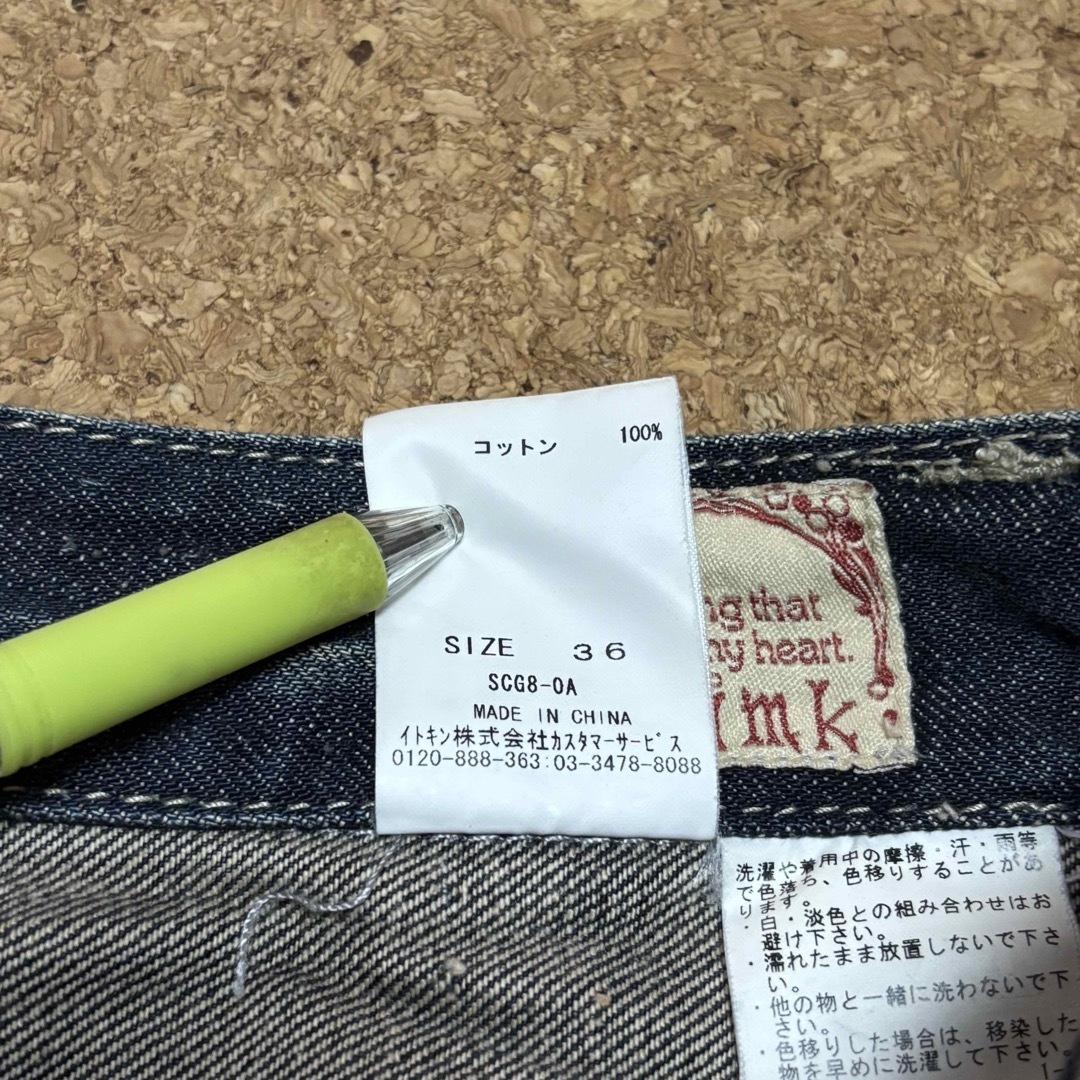 コットン 100%
SIZE 36
SCG8-0A
MADE IN CHINA
イトキン株式会社カスタマーサービス
0120-888-363:03-3478-8088
that
heart.
洗濯や着用中の摩擦・汗・雨等
で色落ち、色移りすることがあ
ります。
・白・淡色との組み合わせはお
避け下さい。
・濡れたまま放置しないで下さ
い。
・他の物と一緒に洗わないで下
さい。
・色移りした場合は、移染した
物を早めに洗濯して下さい。
1-